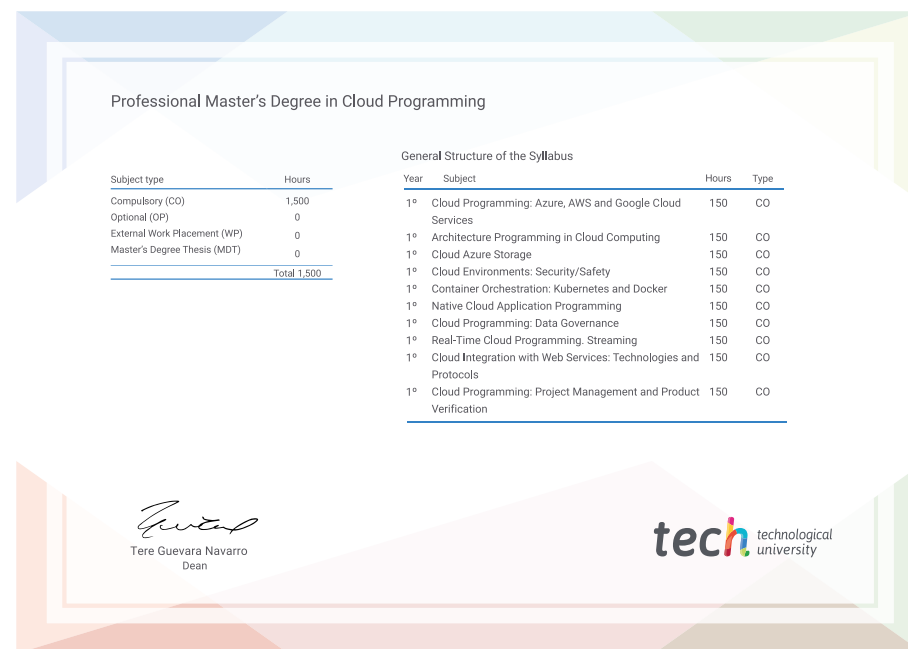 Professional Master's Degree in Cloud Programming
Subject type Hours
Compulsory (CO) 1,500
Optional (OP) 0
External Work Placement (WP) 0
Master's Degree Thesis (MDT) 0
Total 1,500
General Structure of the Syllabus
Year Subject Hours Type
1º Cloud Programming: Azure, AWS and Google Cloud 150 CO
Services
1º Architecture Programming in Cloud Computing 150 CO
1º Cloud Azure Storage 150 CO
1º Cloud Environments: Security/Safety 150 CO
1º Container Orchestration: Kubernetes and Docker 150 CO
1º Native Cloud Application Programming 150 CO
1º Cloud Programming: Data Governance 150 CO
1º Real-Time Cloud Programming. Streaming 150 CO
1º Cloud Integration with Web Services: Technologies and 150 CO
Protocols
1º Cloud Programming: Project Management and Product 150 CO
Verification
Tere Guevara Navarro
Dean
tech technological
university